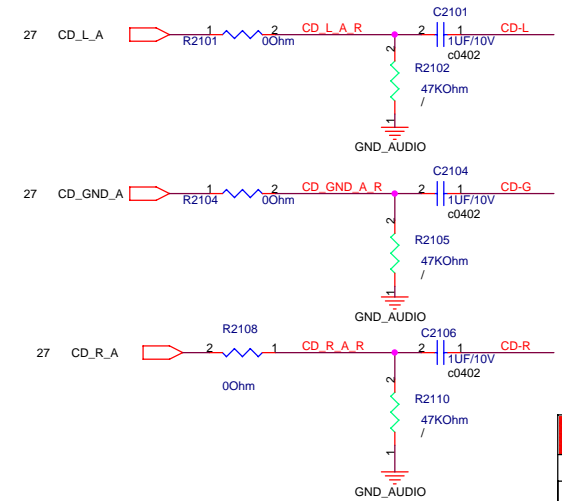 C2101
27 CD_L_A 1 2 CD_L_A_R 2 1 CD-L
R2101 0Ohm 1UF/10V
c0402
2
R2102
47KOhm
/
1
GND_AUDIO
C2104
27 CD_GND_A 1 2 CD_GND_A_R 2 1 CD-G
R2104 0Ohm 1UF/10V
c0402
2
R2105
47KOhm
/
1
GND_AUDIO
R2108 C2106
27 CD_R_A 2 1 CD_R_A_R 2 1 CD-R
1UF/10V
0Ohm c0402
2
R2110
47KOhm
/
1
GND_AUDIO